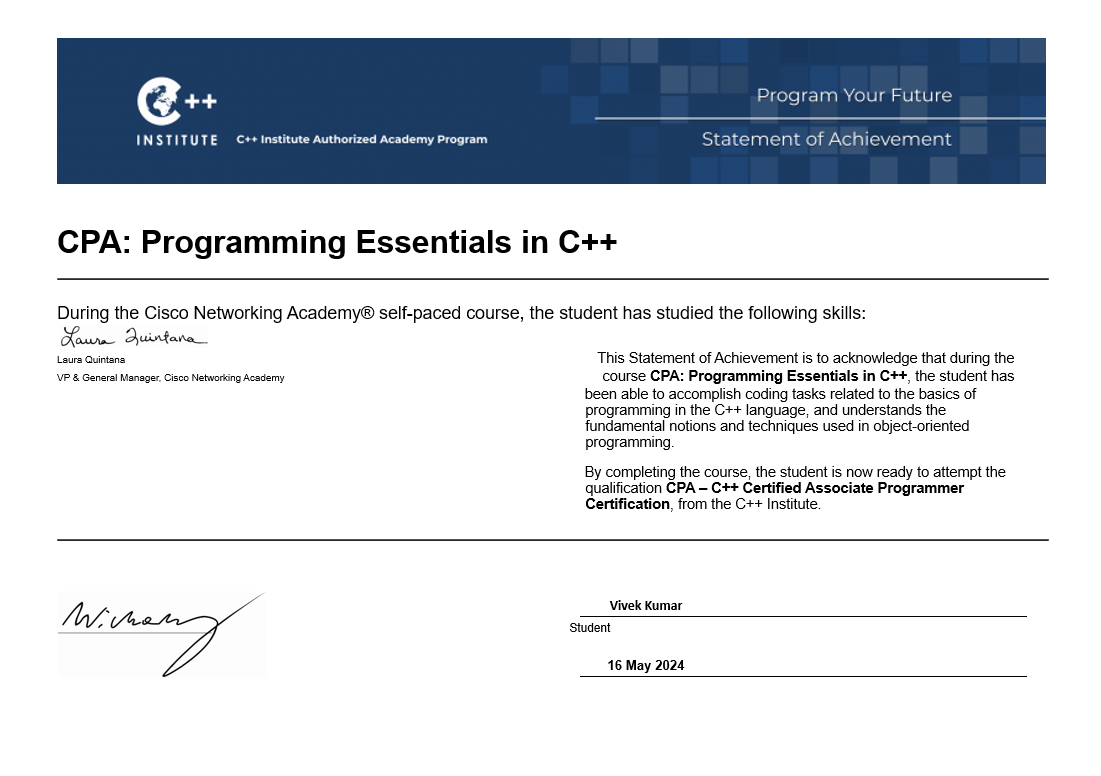 C++
INSTITUTE
C++ Institute Authorized Academy Program
Program Your Future
Statement of Achievement
CPA: Programming Essentials in C++
During the Cisco Networking Academy® self-paced course, the student has studied the following skills:
Laura Quintana
Laura Quintana
VP & General Manager, Cisco Networking Academy
This Statement of Achievement is to acknowledge that during the
course CPA: Programming Essentials in C++, the student has
been able to accomplish coding tasks related to the basics of
programming in the C++ language, and understands the
fundamental notions and techniques used in object-oriented
programming.
By completing the course, the student is now ready to attempt the
qualification CPA – C++ Certified Associate Programmer
Certification, from the C++ Institute.
Vivek Kumar
Student
16 May 2024